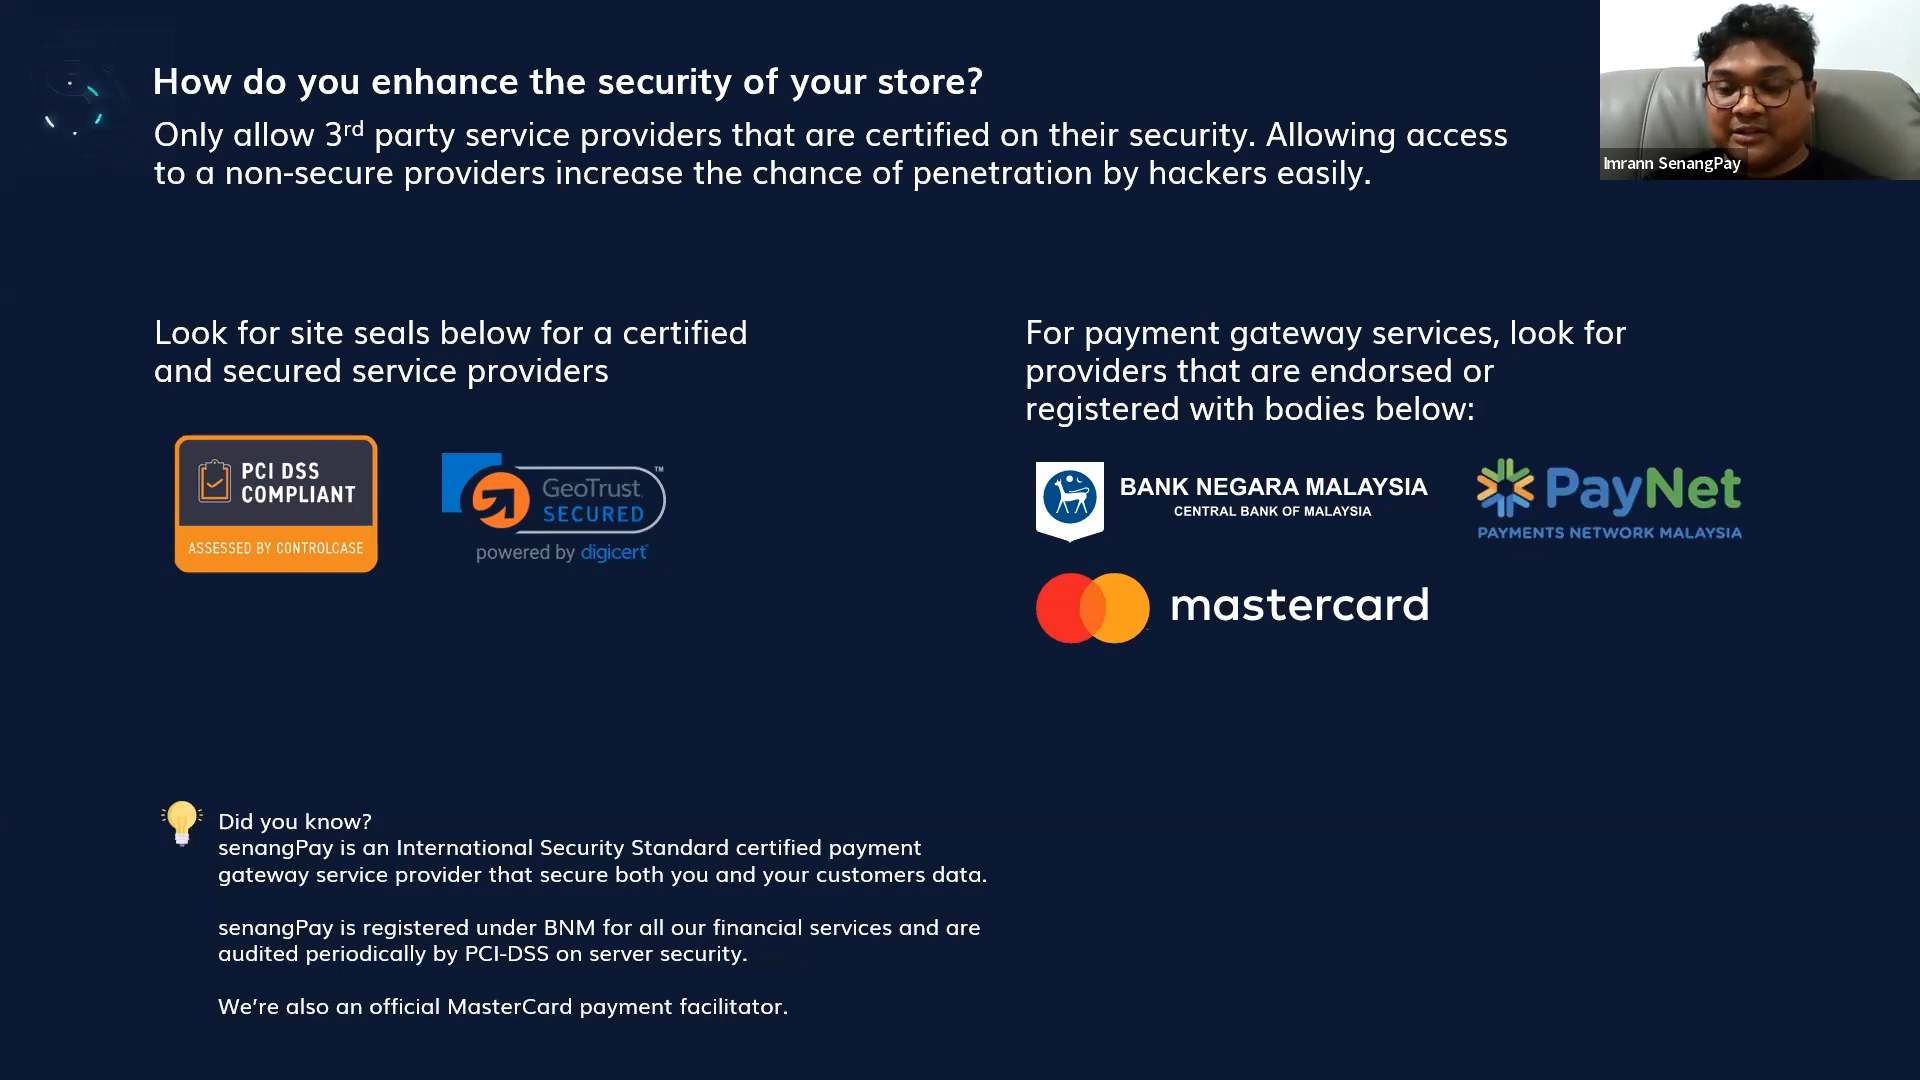 How do you enhance the security of your store?
Only allow 3rd party service providers that are certified on their security. Allowing access
to a non-secure providers increase the chance of penetration by hackers easily.
Imrann SenangPay
Look for site seals below for a certified
and secured service providers
PCI DSS
COMPLIANT
ASSESSED BY CONTROLCASE
GeoTrust
SECURED
™
powered by digicert
For payment gateway services, look for
providers that are endorsed or
registered with bodies below:
BANK NEGARA MALAYSIA
CENTRAL BANK OF MALAYSIA
PayNet
PAYMENTS NETWORK MALAYSIA
mastercard
Did you know?
senangPay is an International Security Standard certified payment
gateway service provider that secure both you and your customers data.
senangPay is registered under BNM for all our financial services and are
audited periodically by PCI-DSS on server security.
We’re also an official MasterCard payment facilitator.